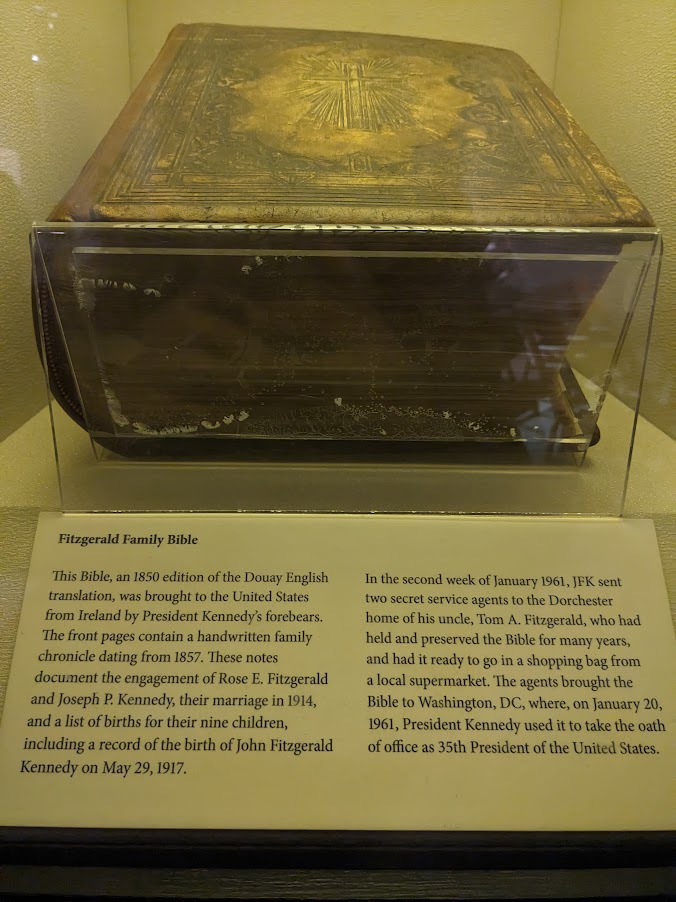 Fitzgerald Family Bible
This Bible, an 1850 edition of the Douay English
translation, was brought to the United States
from Ireland by President Kennedy's forebears.
The front pages contain a handwritten family
chronicle dating from 1857. These notes
document the engagement of Rose E. Fitzgerald
and Joseph P. Kennedy, their marriage in 1914,
and a list of births for their nine children,
including a record of the birth of John Fitzgerald
Kennedy on May 29, 1917.
In the second week of January 1961, JFK sent
two secret service agents to the Dorchester
home of his uncle, Tom A. Fitzgerald, who had
held and preserved the Bible for many years,
and had it ready to go in a shopping bag from
a local supermarket. The agents brought the
Bible to Washington, DC, where, on January 20,
1961, President Kennedy used it to take the oath
of office as 35th President of the United States.